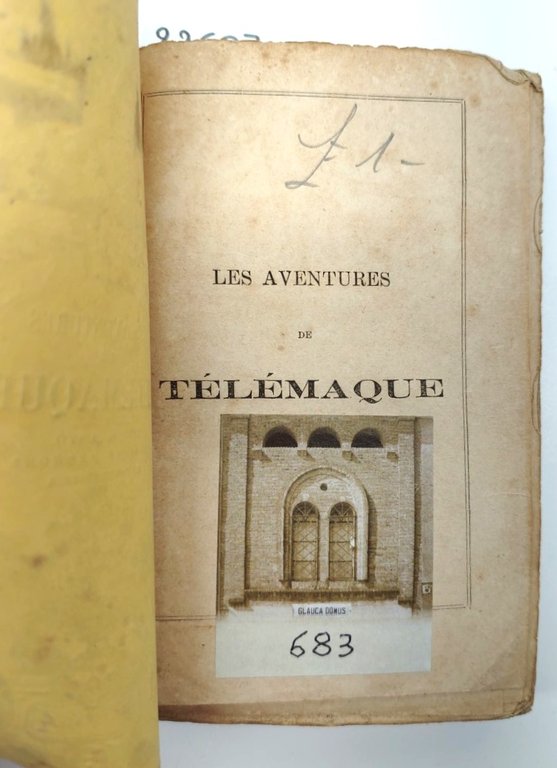 £ 1-
LES AVENTURES
DE
TÉLÉMAQUE
GLAUCA DOMUS
683